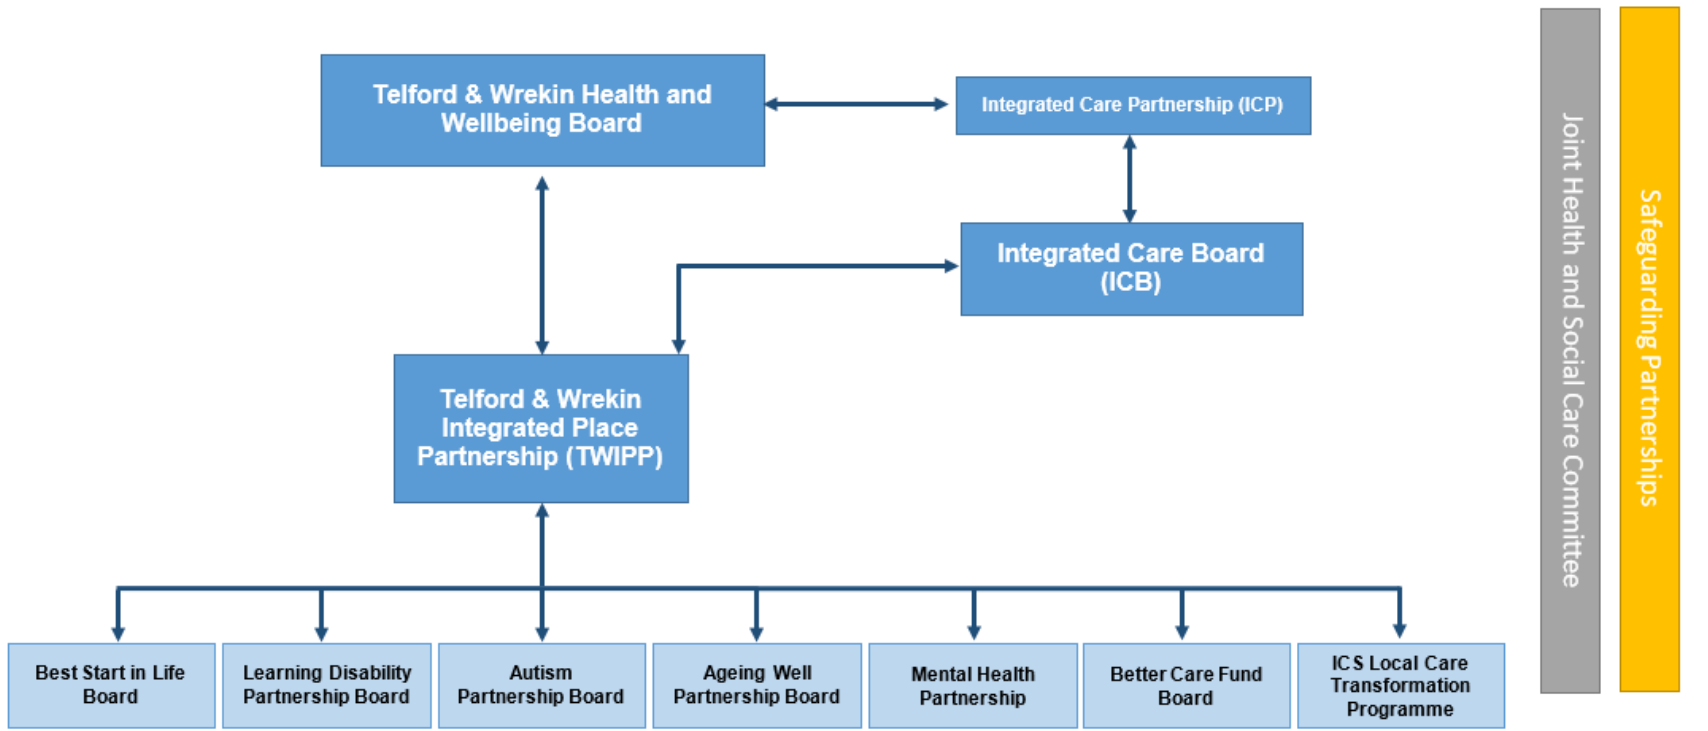 Telford & Wrekin Health and
Wellbeing Board
Integrated Care Partnership (ICP)
Integrated Care Board
(ICB)
Telford & Wrekin
Integrated Place
Partnership (TWIPP)
Best Start in Life
Board
Learning Disability
Partnership Board
Autism
Partnership Board
Ageing Well
Partnership Board
Mental Health
Partnership
Better Care Fund
Board
ICS Local Care
Transformation
Programme
Joint Health and Social Care Committee
Safeguarding Partnerships